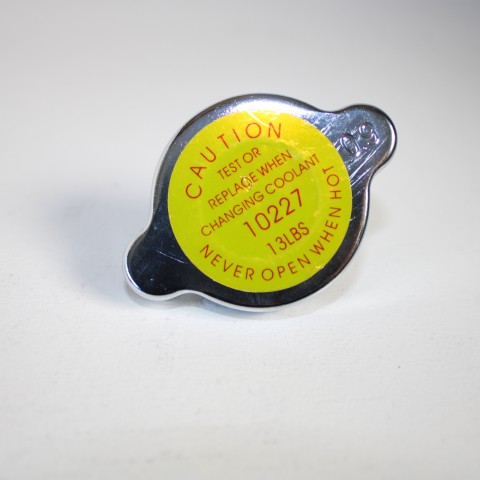 CAUTION
TEST OR
REPLACE WHEN
CHANGING COOLANT
10227
13LBS
NEVER OPEN WHEN HOT